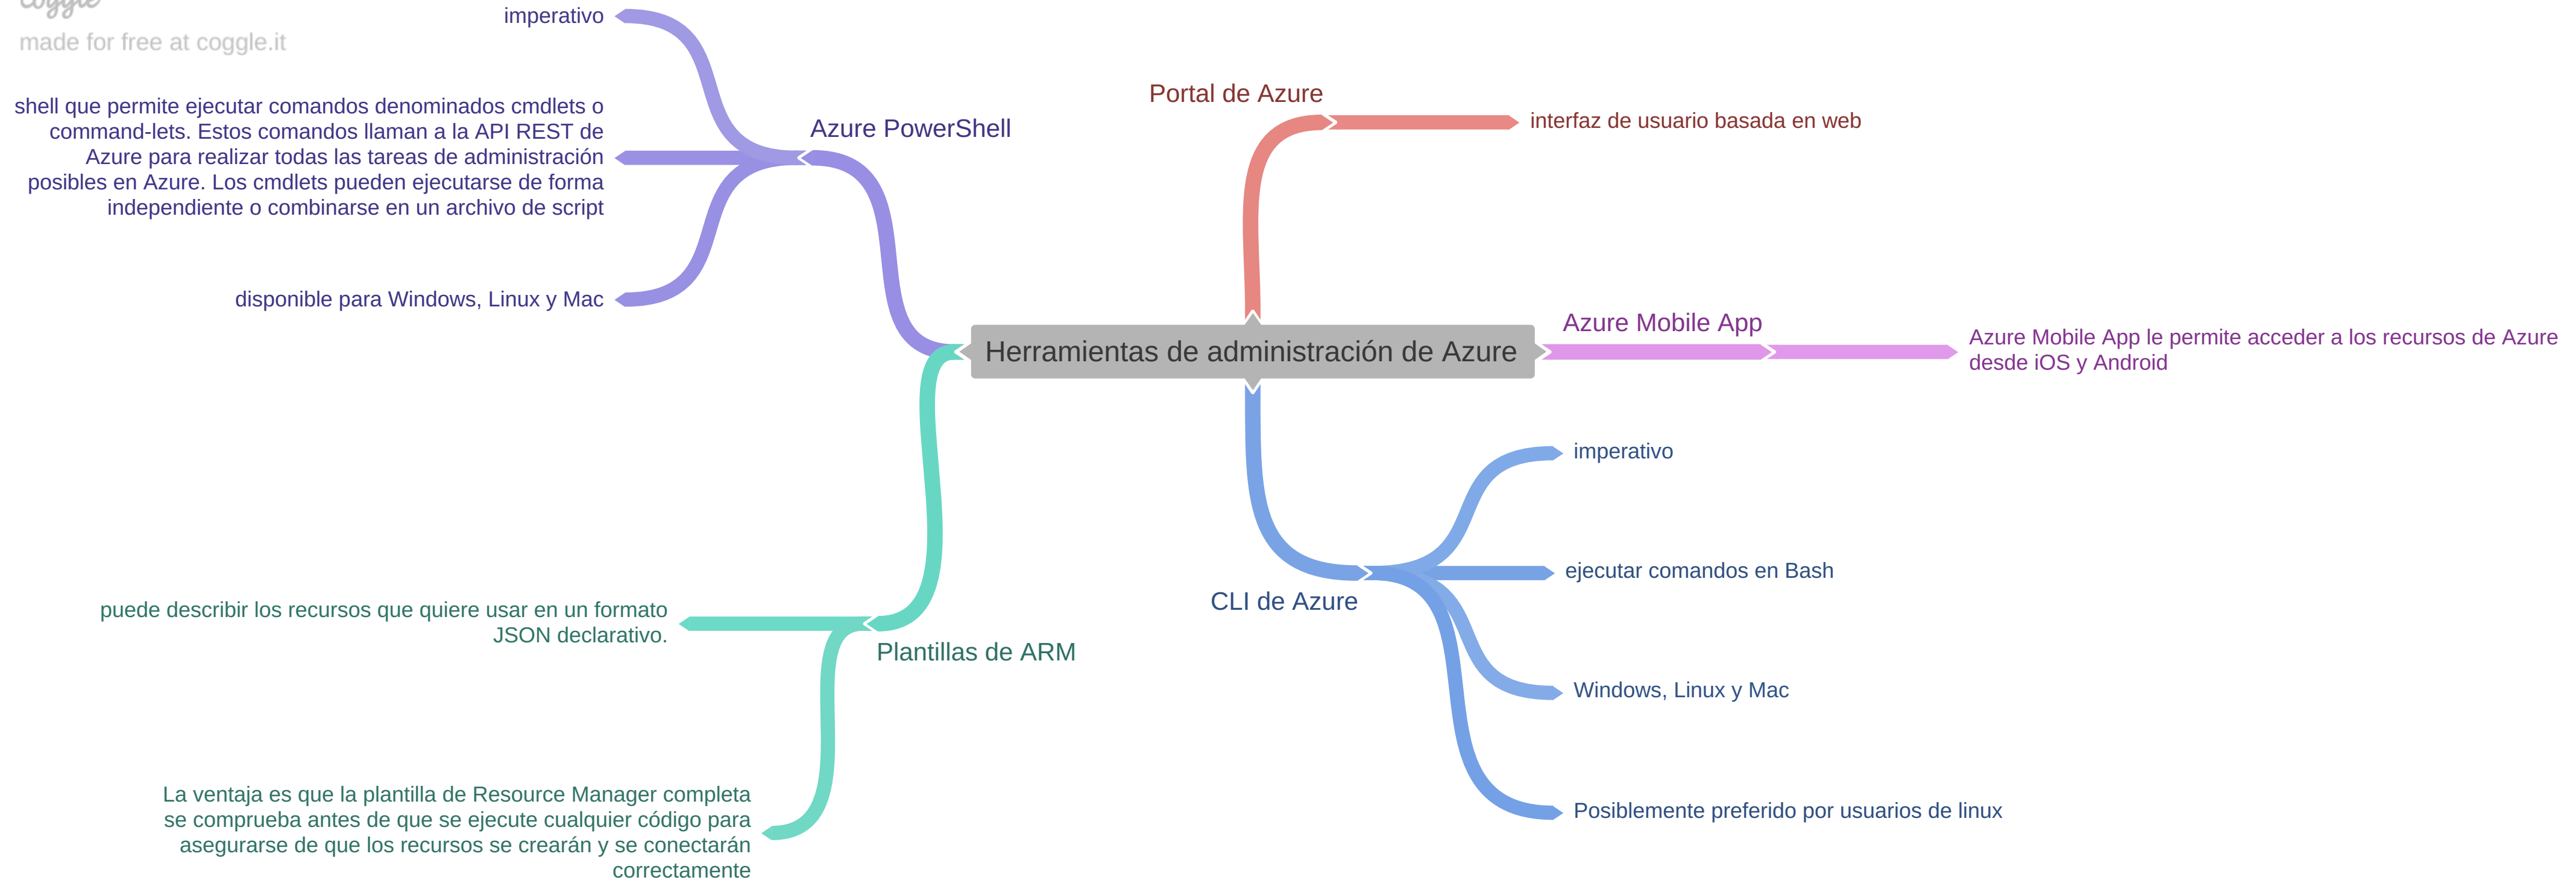 coggle
made for free at coggle.it
imperativo
shell que permite ejecutar comandos denominados cmdlets o
command-lets. Estos comandos llaman a la API REST de
Azure para realizar todas las tareas de administración
posibles en Azure. Los cmdlets pueden ejecutarse de forma
independiente o combinarse en un archivo de script
disponible para Windows, Linux y Mac
Azure PowerShell
Portal de Azure
interfaz de usuario basada en web
Herramientas de administración de Azure
Azure Mobile App
Azure Mobile App le permite acceder a los recursos de Azure
desde iOS y Android
CLI de Azure
imperativo
ejecutar comandos en Bash
Windows, Linux y Mac
Posiblemente preferido por usuarios de linux
Plantillas de ARM
puede describir los recursos que quiere usar en un formato
JSON declarativo.
La ventaja es que la plantilla de Resource Manager completa
se comprueba antes de que se ejecute cualquier código para
asegurarse de que los recursos se crearán y se conectarán
correctamente